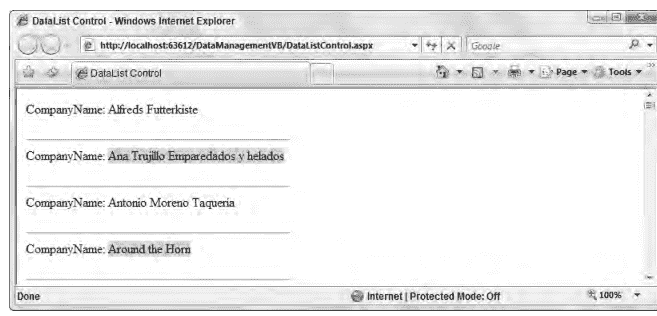 DataList Control - Windows Internet Explorer
http://localhost:63612/DataManagementVB/DataListControl.aspx
Google
DataList Control
Page
Tools
CompanyName: Alfreds Futterkiste
CompanyName: Ana Trujillo Emparedados y helados
CompanyName: Antonio Moreno Taquería
CompanyName: Around the Horn
Done
Internet | Protected Mode: Off
100%